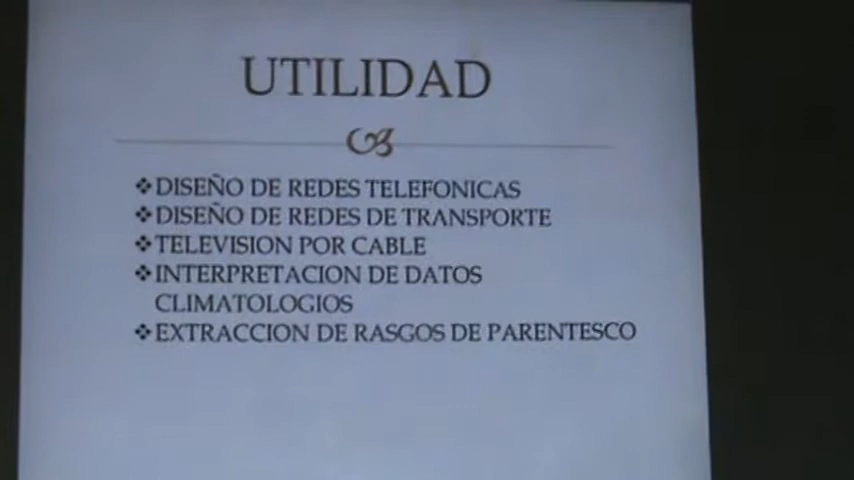 UTILIDAD
❖DISEÑO DE REDES TELEFONICAS
❖DISEÑO DE REDES DE TRANSPORTE
❖TELEVISION POR CABLE
❖INTERPRETACION DE DATOS
CLIMATOLOGIOS
❖EXTRACCION DE RASGOS DE PARENTESCO